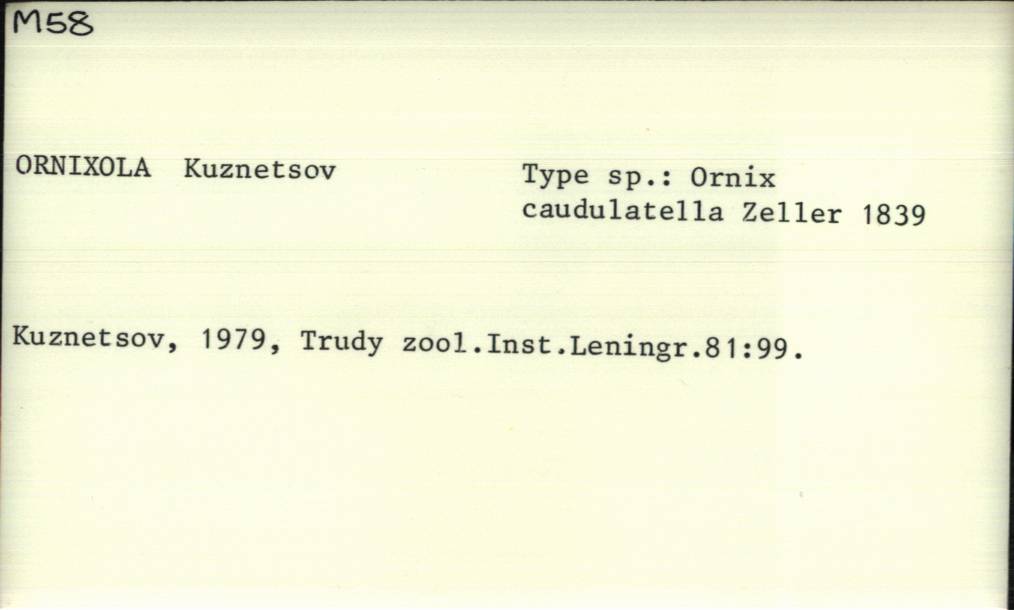 M58
ORNIXOLA Kuznetsov
Type sp.: Ornix
caudulatella Zeller 1839
Kuznetsov, 1979, Trudy zool.Inst.Leningr.81:99.